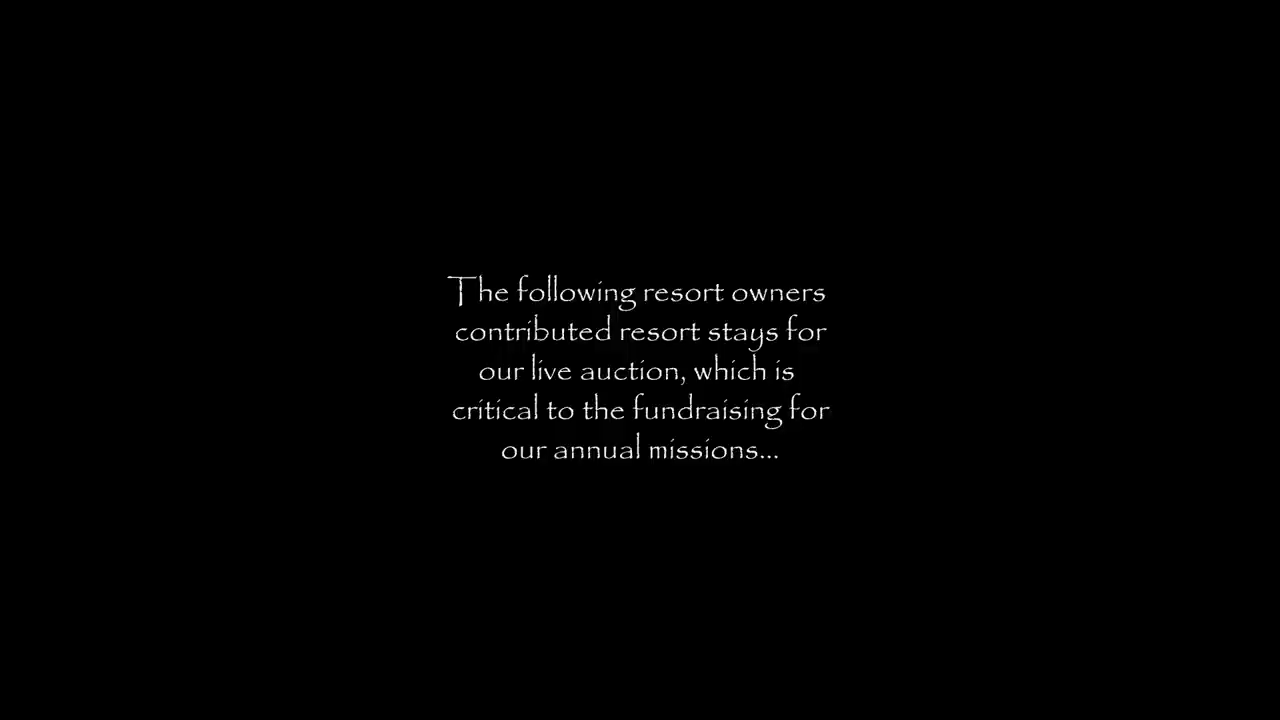 The following resort owners
contributed resort stays for
our live auction, which is
critical to the fundraising for
our annual missions...